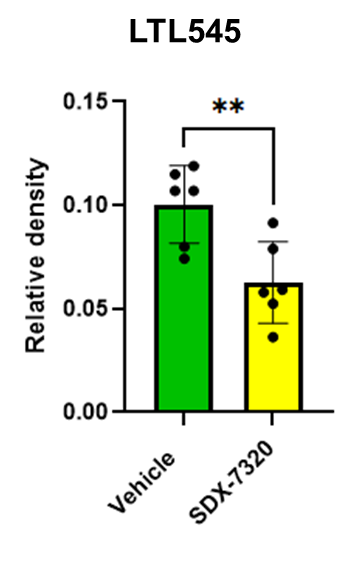 LTL545
**
0.15
0.10
0.05
0.00
Relative density
Vehicle
SDX-7320